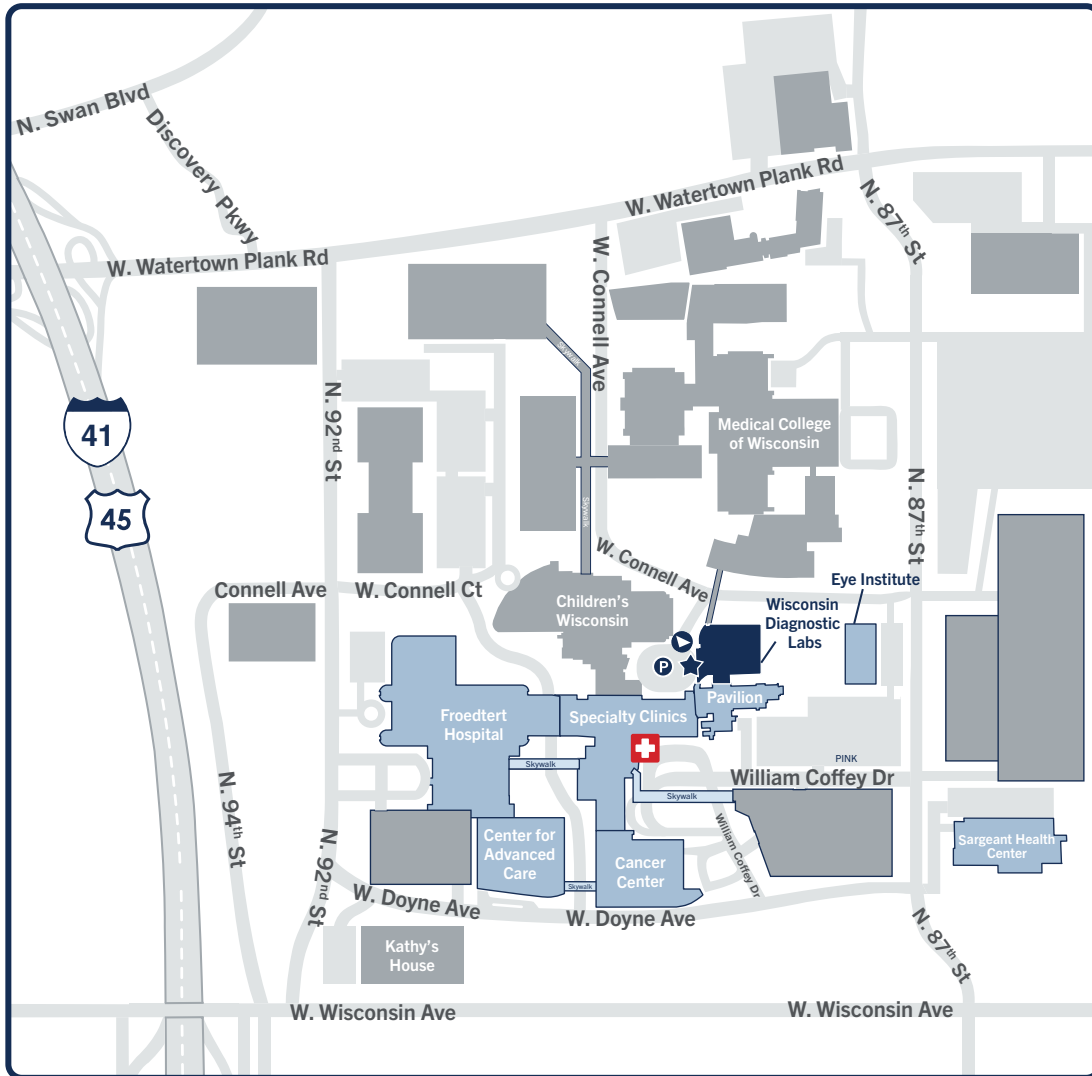 N. Swan Blvd
Discovery Pkwy
W. Watertown Plank Rd
N. 87th St
W. Watertown Plank Rd
W. Connell Ave
Skywalk
41
N. 92nd St
Medical College
of Wisconsin
45
Skywalk
N. 87th St
W. Connell Ave
Eye Institute
Connell Ave
W. Connell Ct
Children's
Wisconsin
Wisconsin
Diagnostic
Labs
P
Froedtert
Hospital
Specialty Clinics
Pavilion
PINK
Skywalk
William Coffey Dr
Skywalk
N. 94th St
N. 92nd St
Center for
Advanced
Care
Cancer
Center
William Coffey Dr
Sargeant Health
Center
Skywalk
W. Doyne Ave
W. Doyne Ave
Kathy's
House
N. 87th St
W. Wisconsin Ave
W. Wisconsin Ave